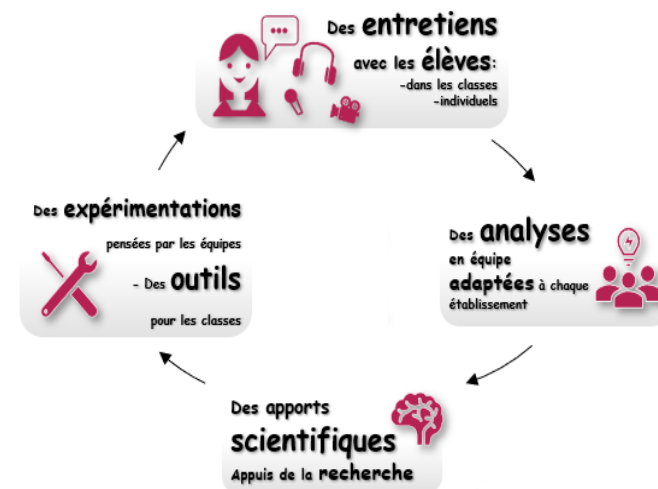 Des entretiens
avec les élèves:
-dans les classes
-individuels
Des analyses
en équipe
adaptées à chaque
établissement
Des apports
scientifiques
Appuis de la recherche
Des expérimentations
pensées par les équipes
- Des outils
pour les classes